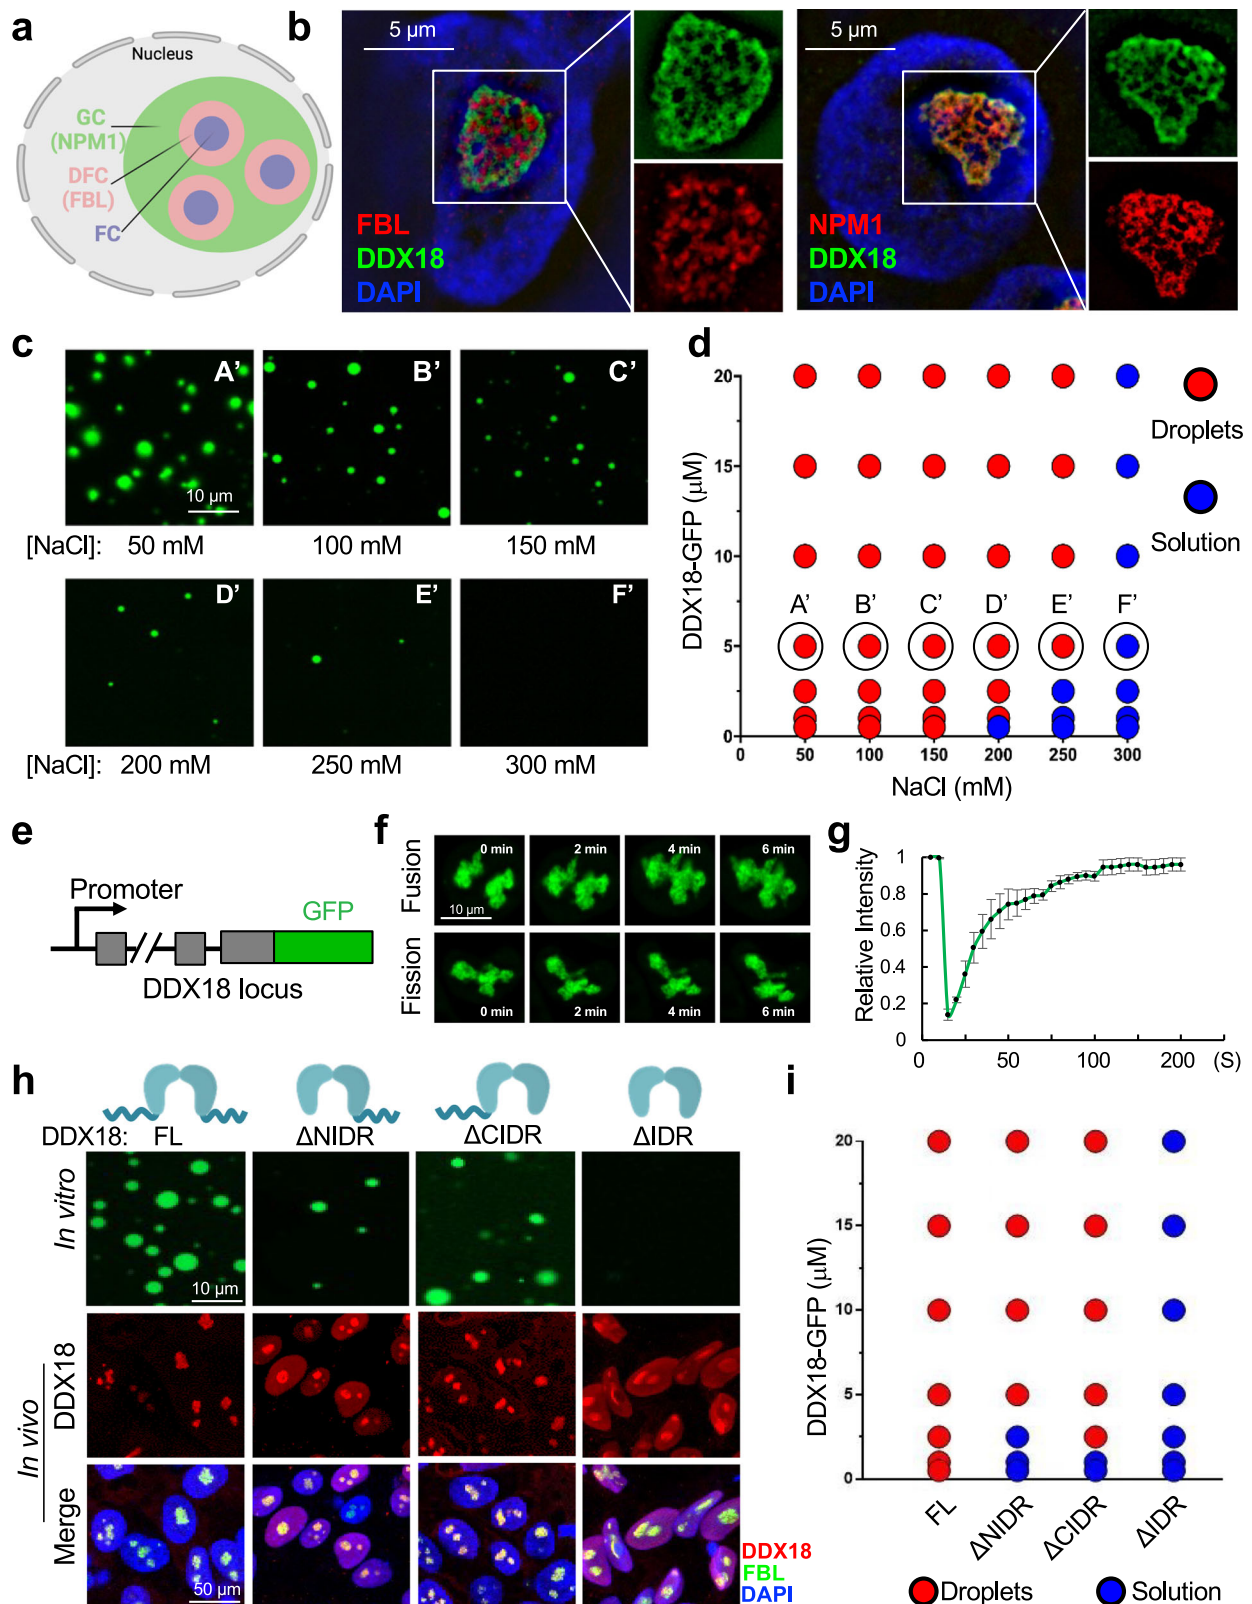 a
Nucleus
GC
(NPM1)
DFC
(FBL)
FC
b
5 µm
FBL
DDX18
DAPI
5 µm
NPM1
DDX18
DAPI
c
A’
B’
C’
10 µm
[NaCl]: 50 mM 100 mM 150 mM
D’
E’
F’
[NaCl]: 200 mM 250 mM 300 mM
d
DDX18-GFP (µM)
20
15
10
5
0
A’ B’ C’ D’ E’ F’
0 50 100 150 200 250 300
NaCl (mM)
Droplets
Solution
e
Promoter
GFP
DDX18 locus
f
Fusion
0 min 2 min 4 min 6 min
10 µm
Fission
0 min 2 min 4 min 6 min
g
Relative Intensity
1
0.8
0.6
0.4
0.2
0
50 100 200 (S)
h
DDX18: FL ΔNIDR ΔCIDR ΔIDR
In vitro
10 µm
In vivo
DDX18
Merge
50 µm
DDX18
FBL
DAPI
i
DDX18-GFP (µM)
20
15
10
5
0
FL ΔNIDR ΔCIDR ΔIDR
Droplets Solution